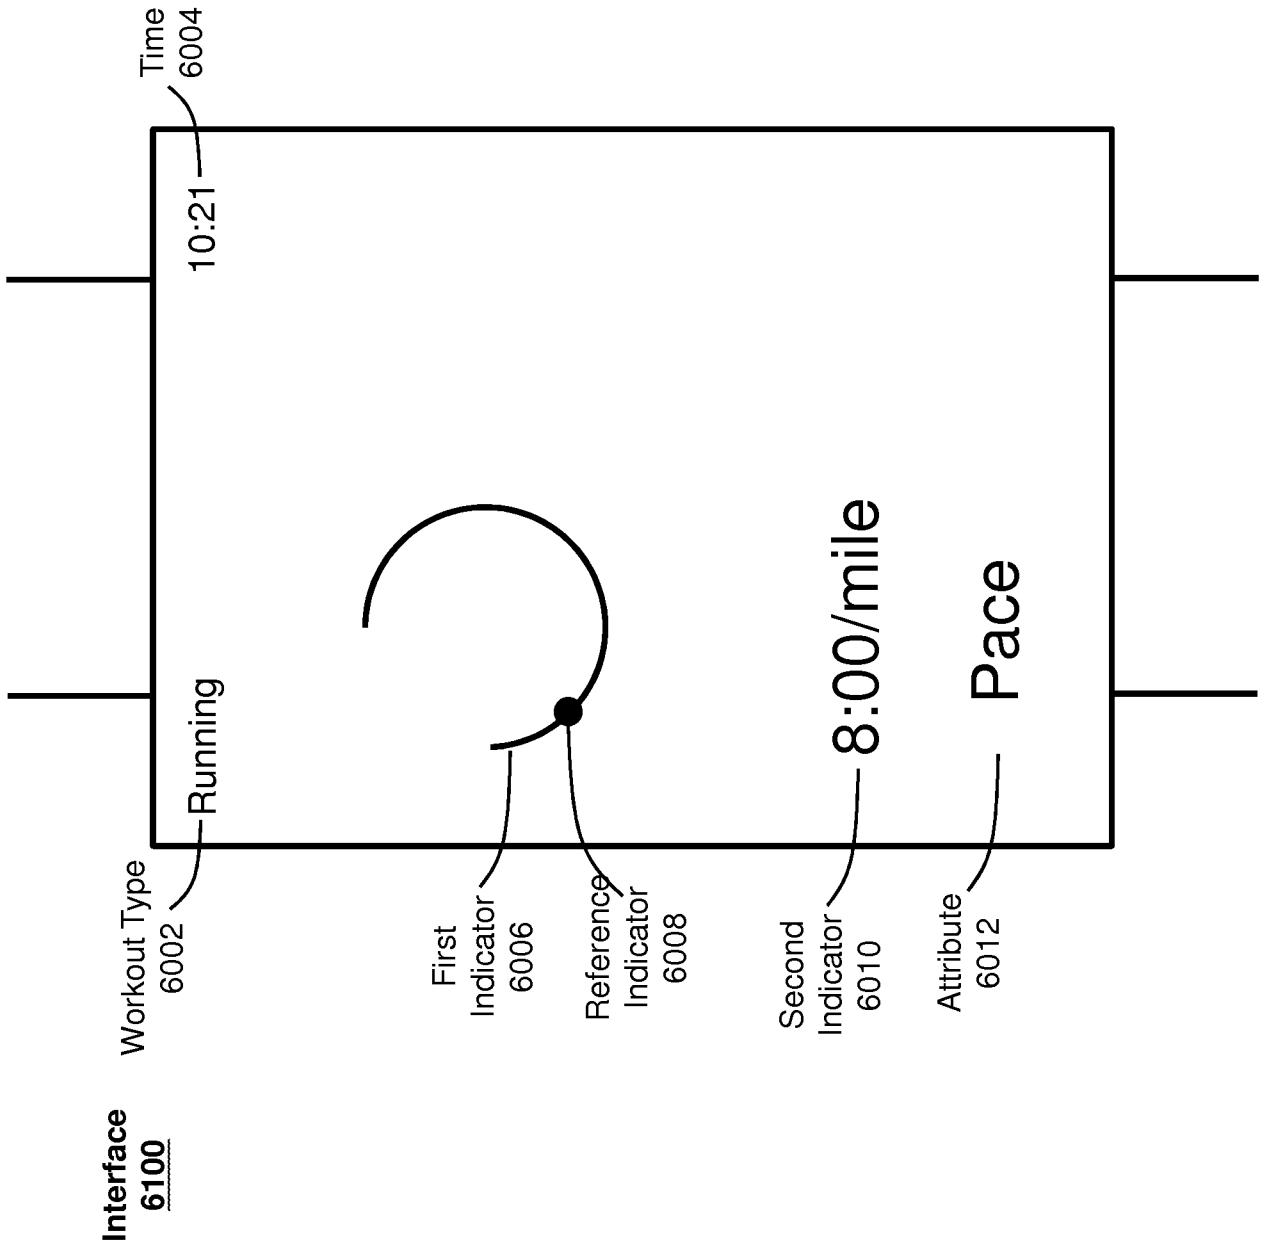 Interface
6100
Workout Type
6002
Running
10:21
Time
6004
First
Indicator
6006
Reference
Indicator
6008
Second
Indicator
6010
8:00/mile
Attribute
6012
Pace